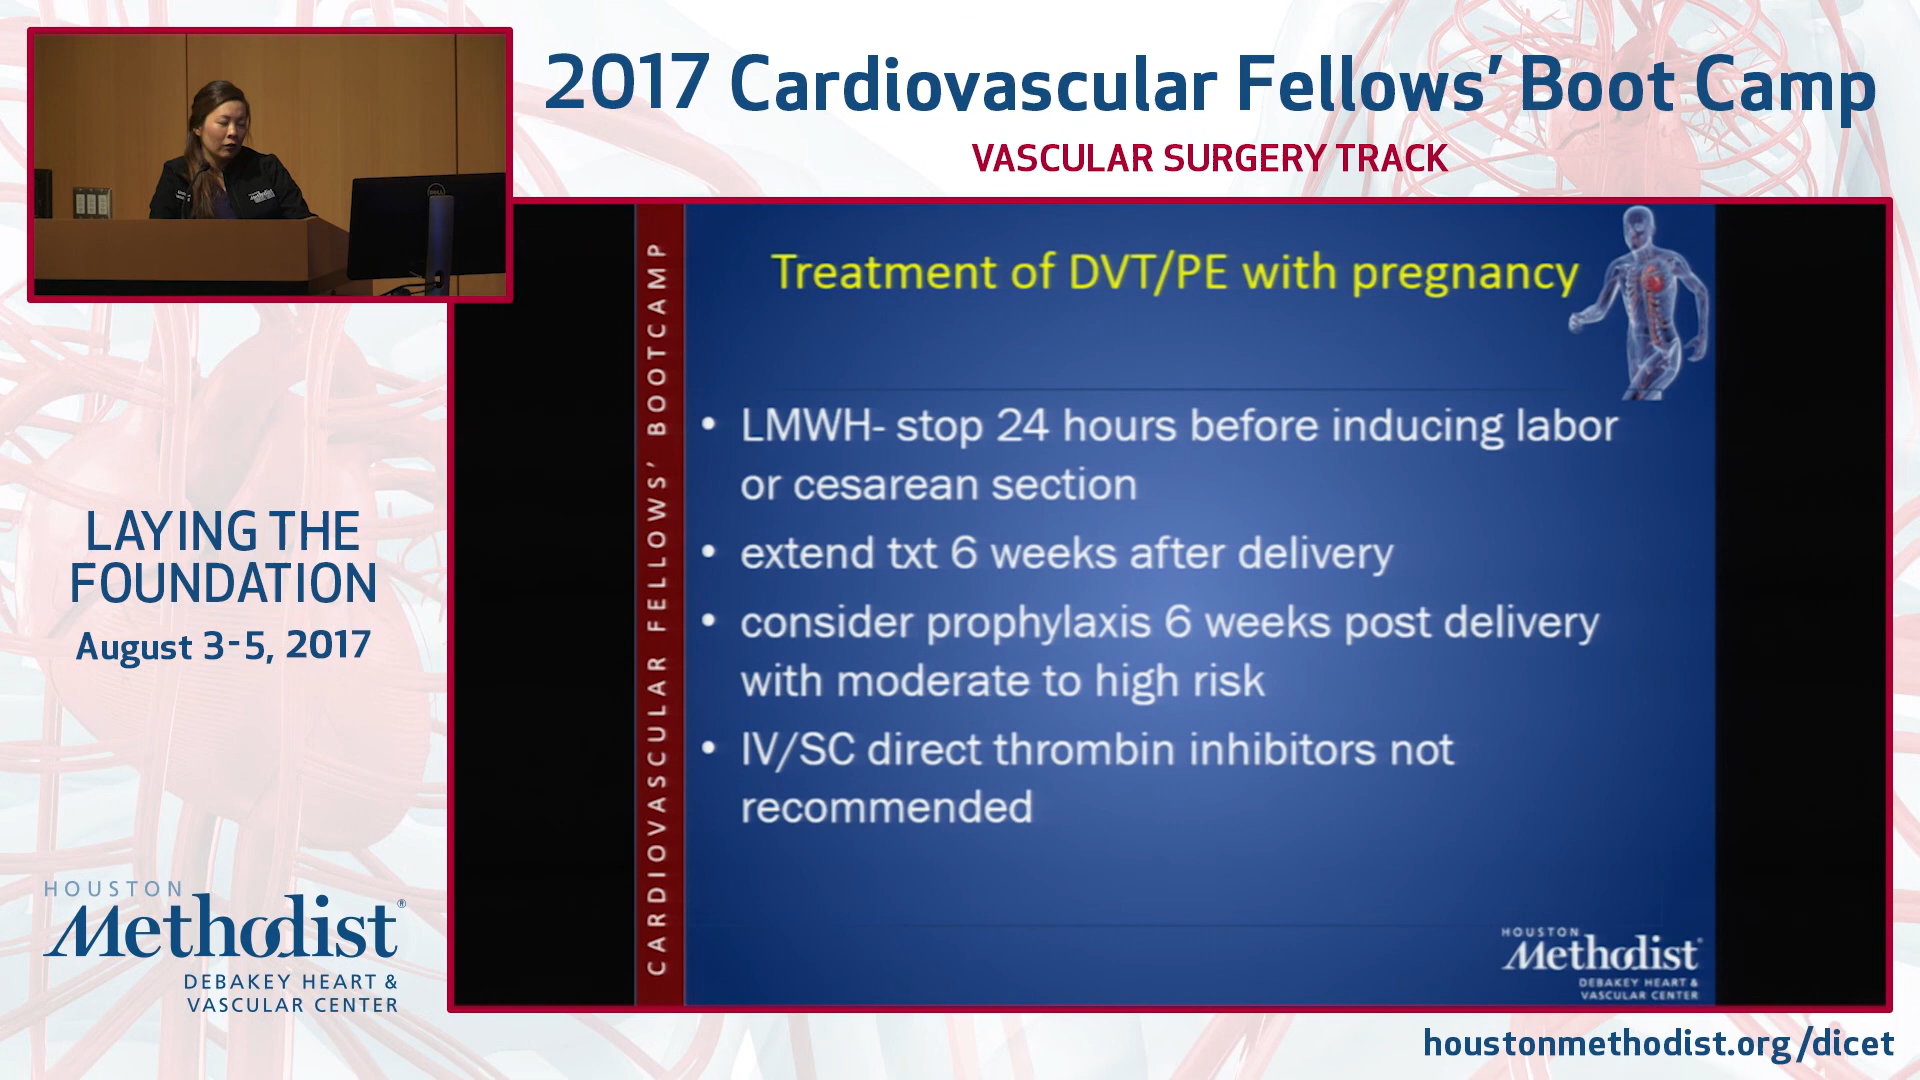 2017 Cardiovascular Fellows' Boot Camp
VASCULAR SURGERY TRACK
LAYING THE
FOUNDATION
August 3-5, 2017
HOUSTON
Methodist®
DEBAKEY HEART &
VASCULAR CENTER
CARDIOVASCULAR FELLOWS' BOOTCAMP
Treatment of DVT/PE with pregnancy
• LMWH- stop 24 hours before inducing labor
or cesarean section
• extend txt 6 weeks after delivery
• consider prophylaxis 6 weeks post delivery
with moderate to high risk
• IV/SC direct thrombin inhibitors not
recommended
HOUSTON
Methodist
DEBAKEY HEART &
VASCULAR CENTER
houstonmethodist.org/dicet